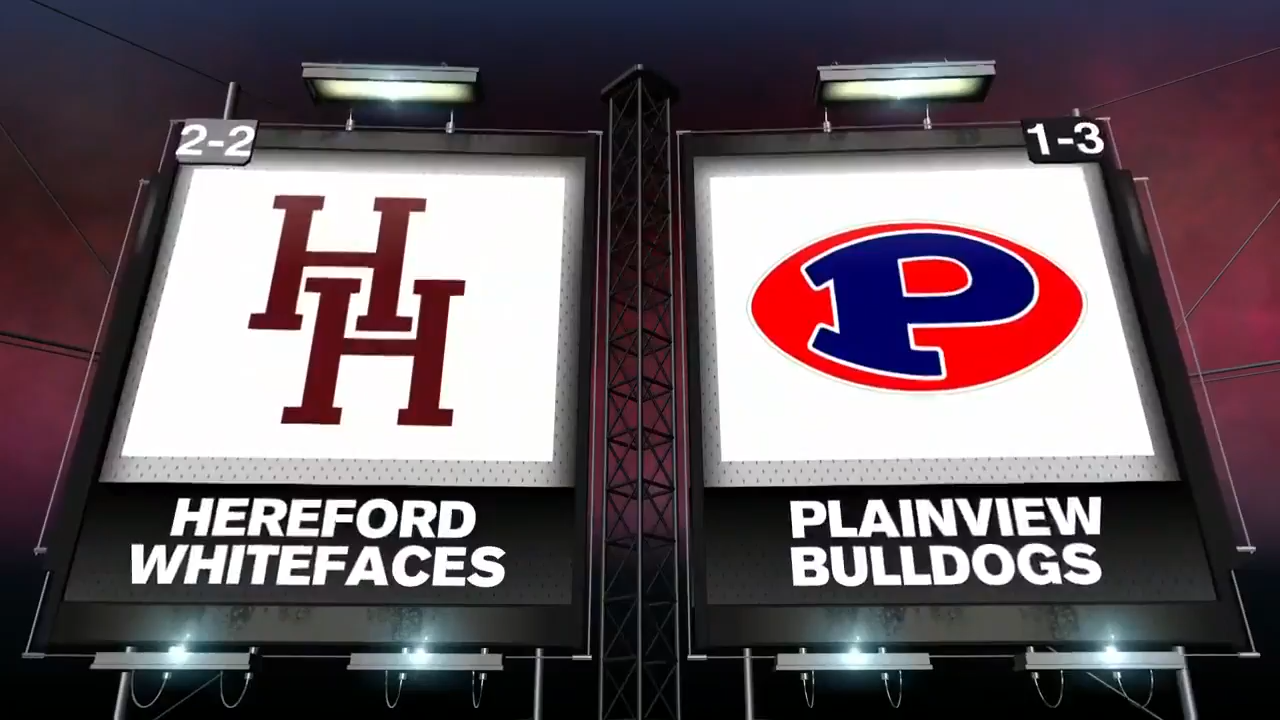 2-2
HH
HEREFORD
WHITEFACES
1-3
P
PLAINVIEW
BULLDOGS